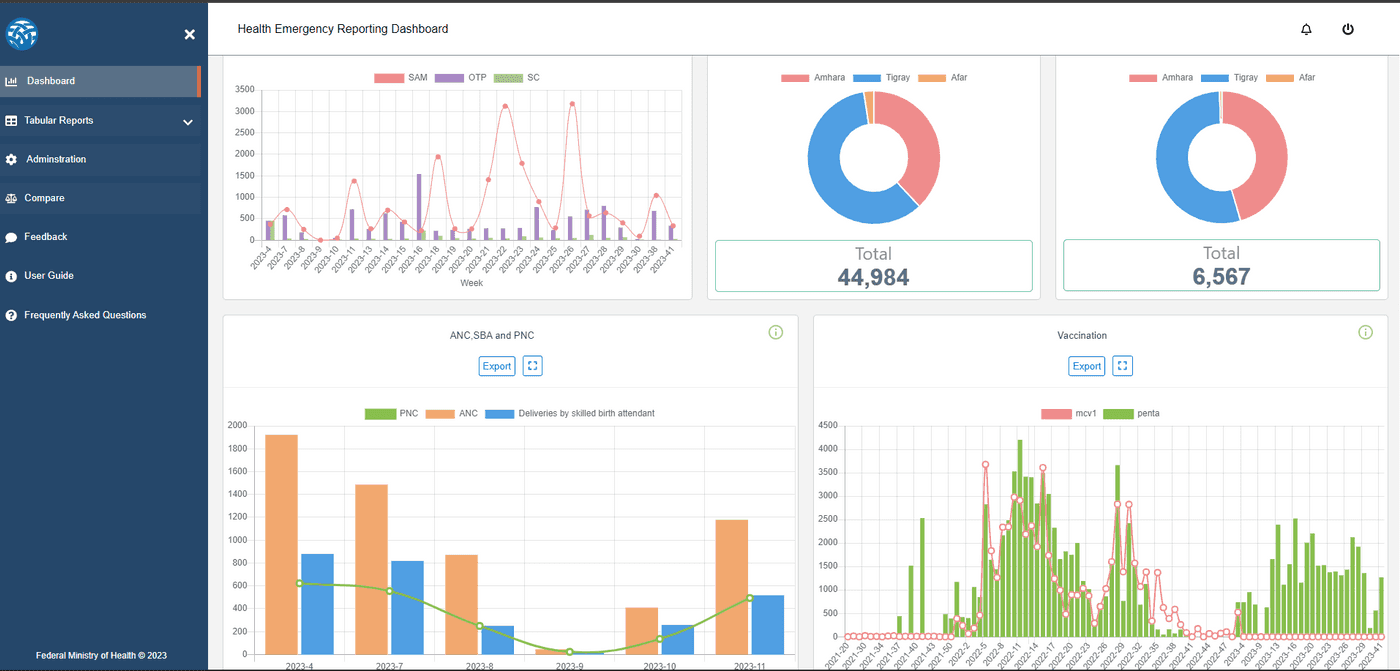 Health Emergency Reporting Dashboard
Dashboard
Tabular Reports
Adminstration
Compare
Feedback
User Guide
Frequently Asked Questions
Federal Ministry of Health © 2023
SAM OTP SC
3500
3000
2500
2000
1500
1000
500
0
2023-4 2023-7 2023-8 2023-9 2023-10 2023-11 2023-13 2023-14 2023-15 2023-16 2023-18 2023-19 2023-20 2023-21 2023-22 2023-23 2023-24 2023-25 2023-26 2023-27 2023-28 2023-29 2023-30 2023-38 2023-41
Week
Amhara Tigray Afar
Total
44,984
Amhara Tigray Afar
Total
6,567
ANC,SBA and PNC
Export
PNC ANC Deliveries by skilled birth attendant
2000
1800
1600
1400
1200
1000
800
600
400
200
0
2023-4 2023-7 2023-8 2023-9 2023-10 2023-11
Vaccination
Export
mcv1 penta
4500
4000
3500
3000
2500
2000
1500
1000
500
0
2021-20 2021-30 2021-34 2021-37 2021-40 2021-43 2021-50 2022-2 2022-5 2022-8 2022-11 2022-14 2022-17 2022-20 2022-23 2022-26 2022-29 2022-32 2022-35 2022-38 2022-41 2022-44 2022-47 2023-4 2023-9 2023-13 2023-16 2023-19 2023-20 2023-23 2023-26 2023-29 2023-41